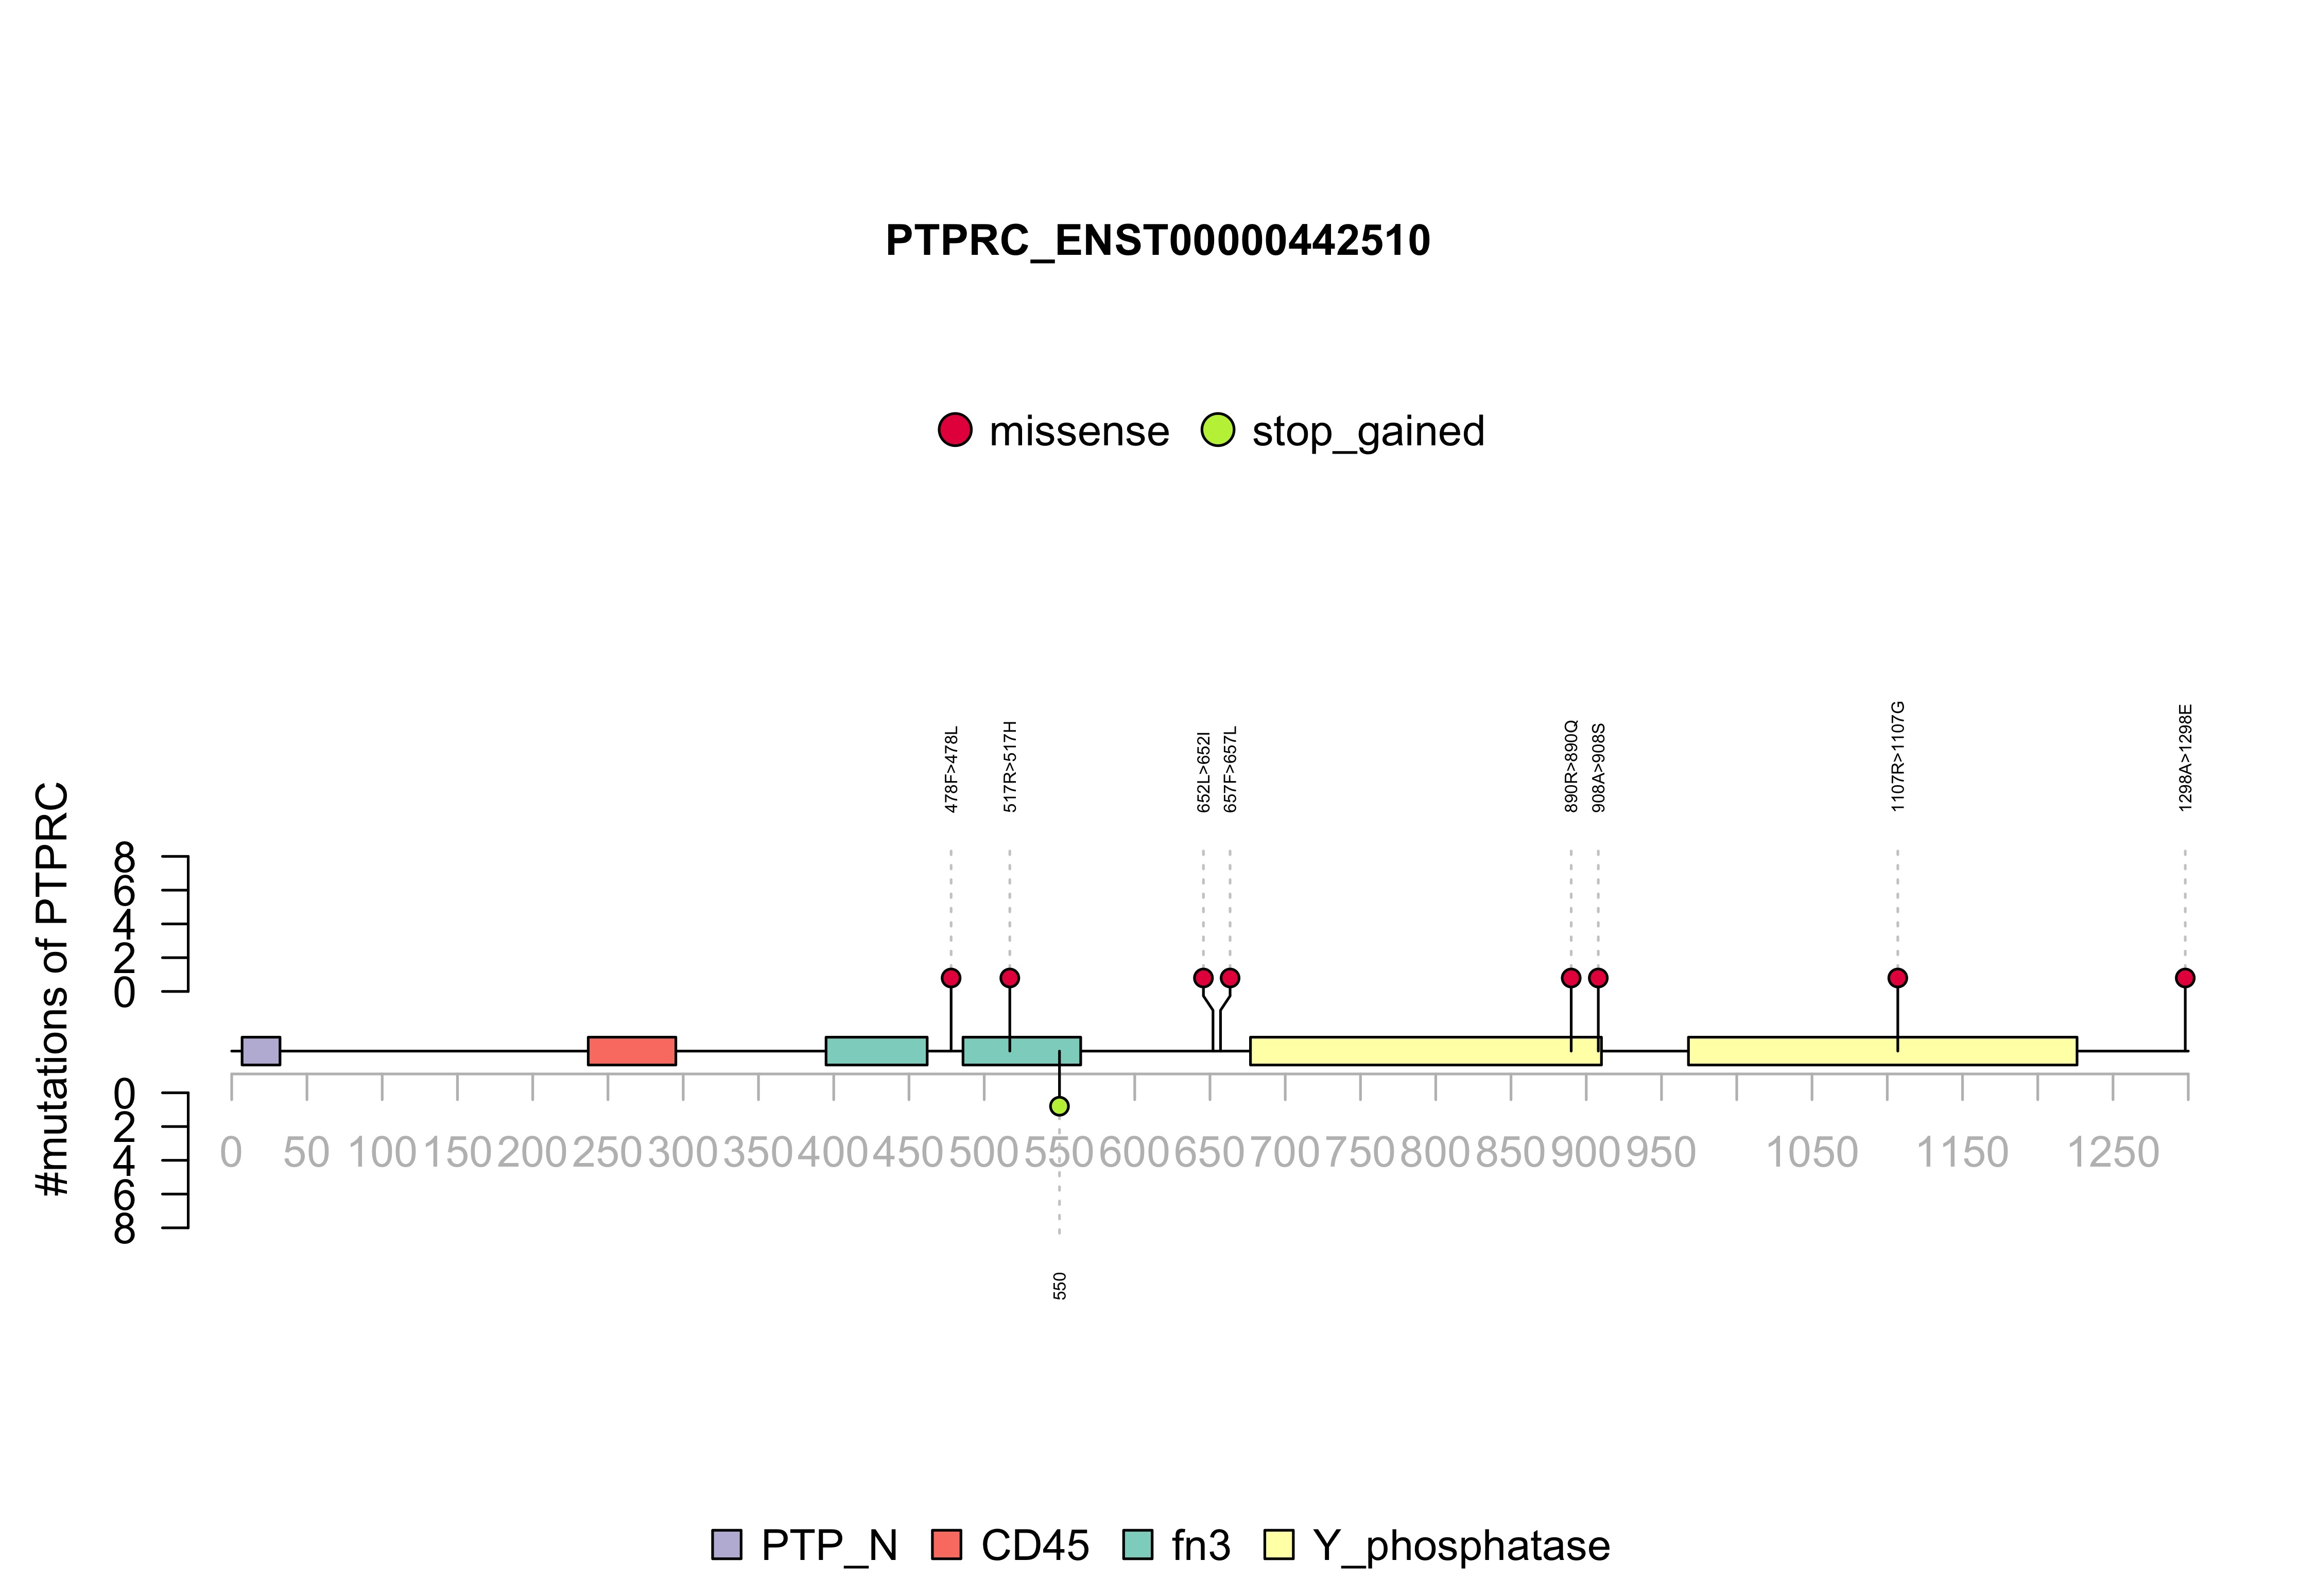 PTPRC_ENST00000442510
missense stop_gained
478F>478L
517R>517H
652L>652I
657F>657L
890R>890Q
908A>908S
1107R>1107G
1298A>1298E
#mutations of PTPRC
8
6
4
2
0
0
2
4
6
8
0 50 100 150 200 250 300 350 400 450 500 550 600 650 700 750 800 850 900 950 1050 1150 1250
550
PTP_N CD45 fn3 Y_phosphatase